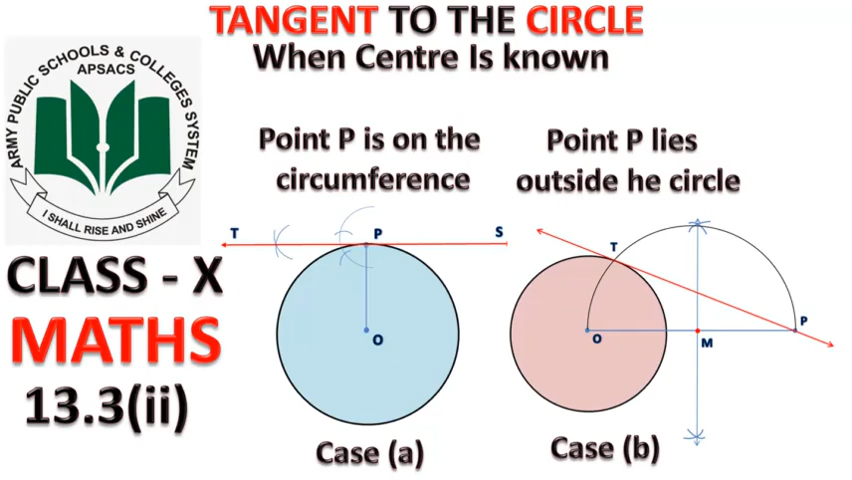 TANGENT TO THE CIRCLE
When Centre Is known
ARMY PUBLIC SCHOOLS & COLLEGES SYSTEM
APSACS
I SHALL RISE AND SHINE
CLASS - X
MATHS
13.3(ii)
Point P is on the
circumference
T
P
S
O
Case (a)
Point P lies
outside he circle
T
P
O
M
Case (b)